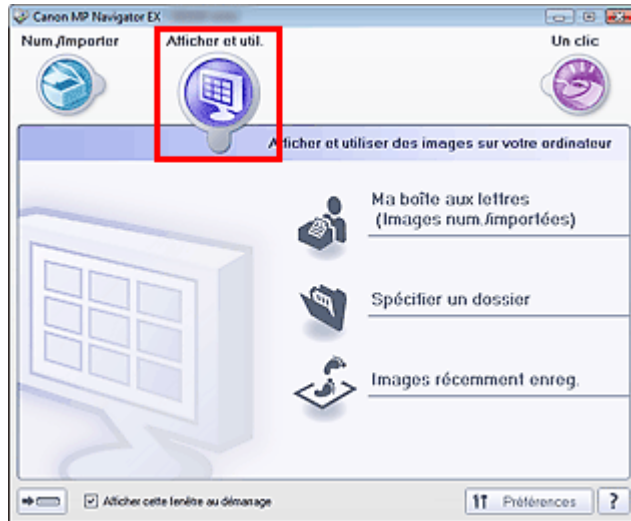 Canon MP Navigator EX
Num./Importer
Afficher et util.
Un clic
Afficher et utiliser des images sur votre ordinateur
Ma boîte aux lettres
(Images num./importées)
Spécifier un dossier
Images récemment enreg.
Afficher cette fenêtre au démarrage
Préférences
?